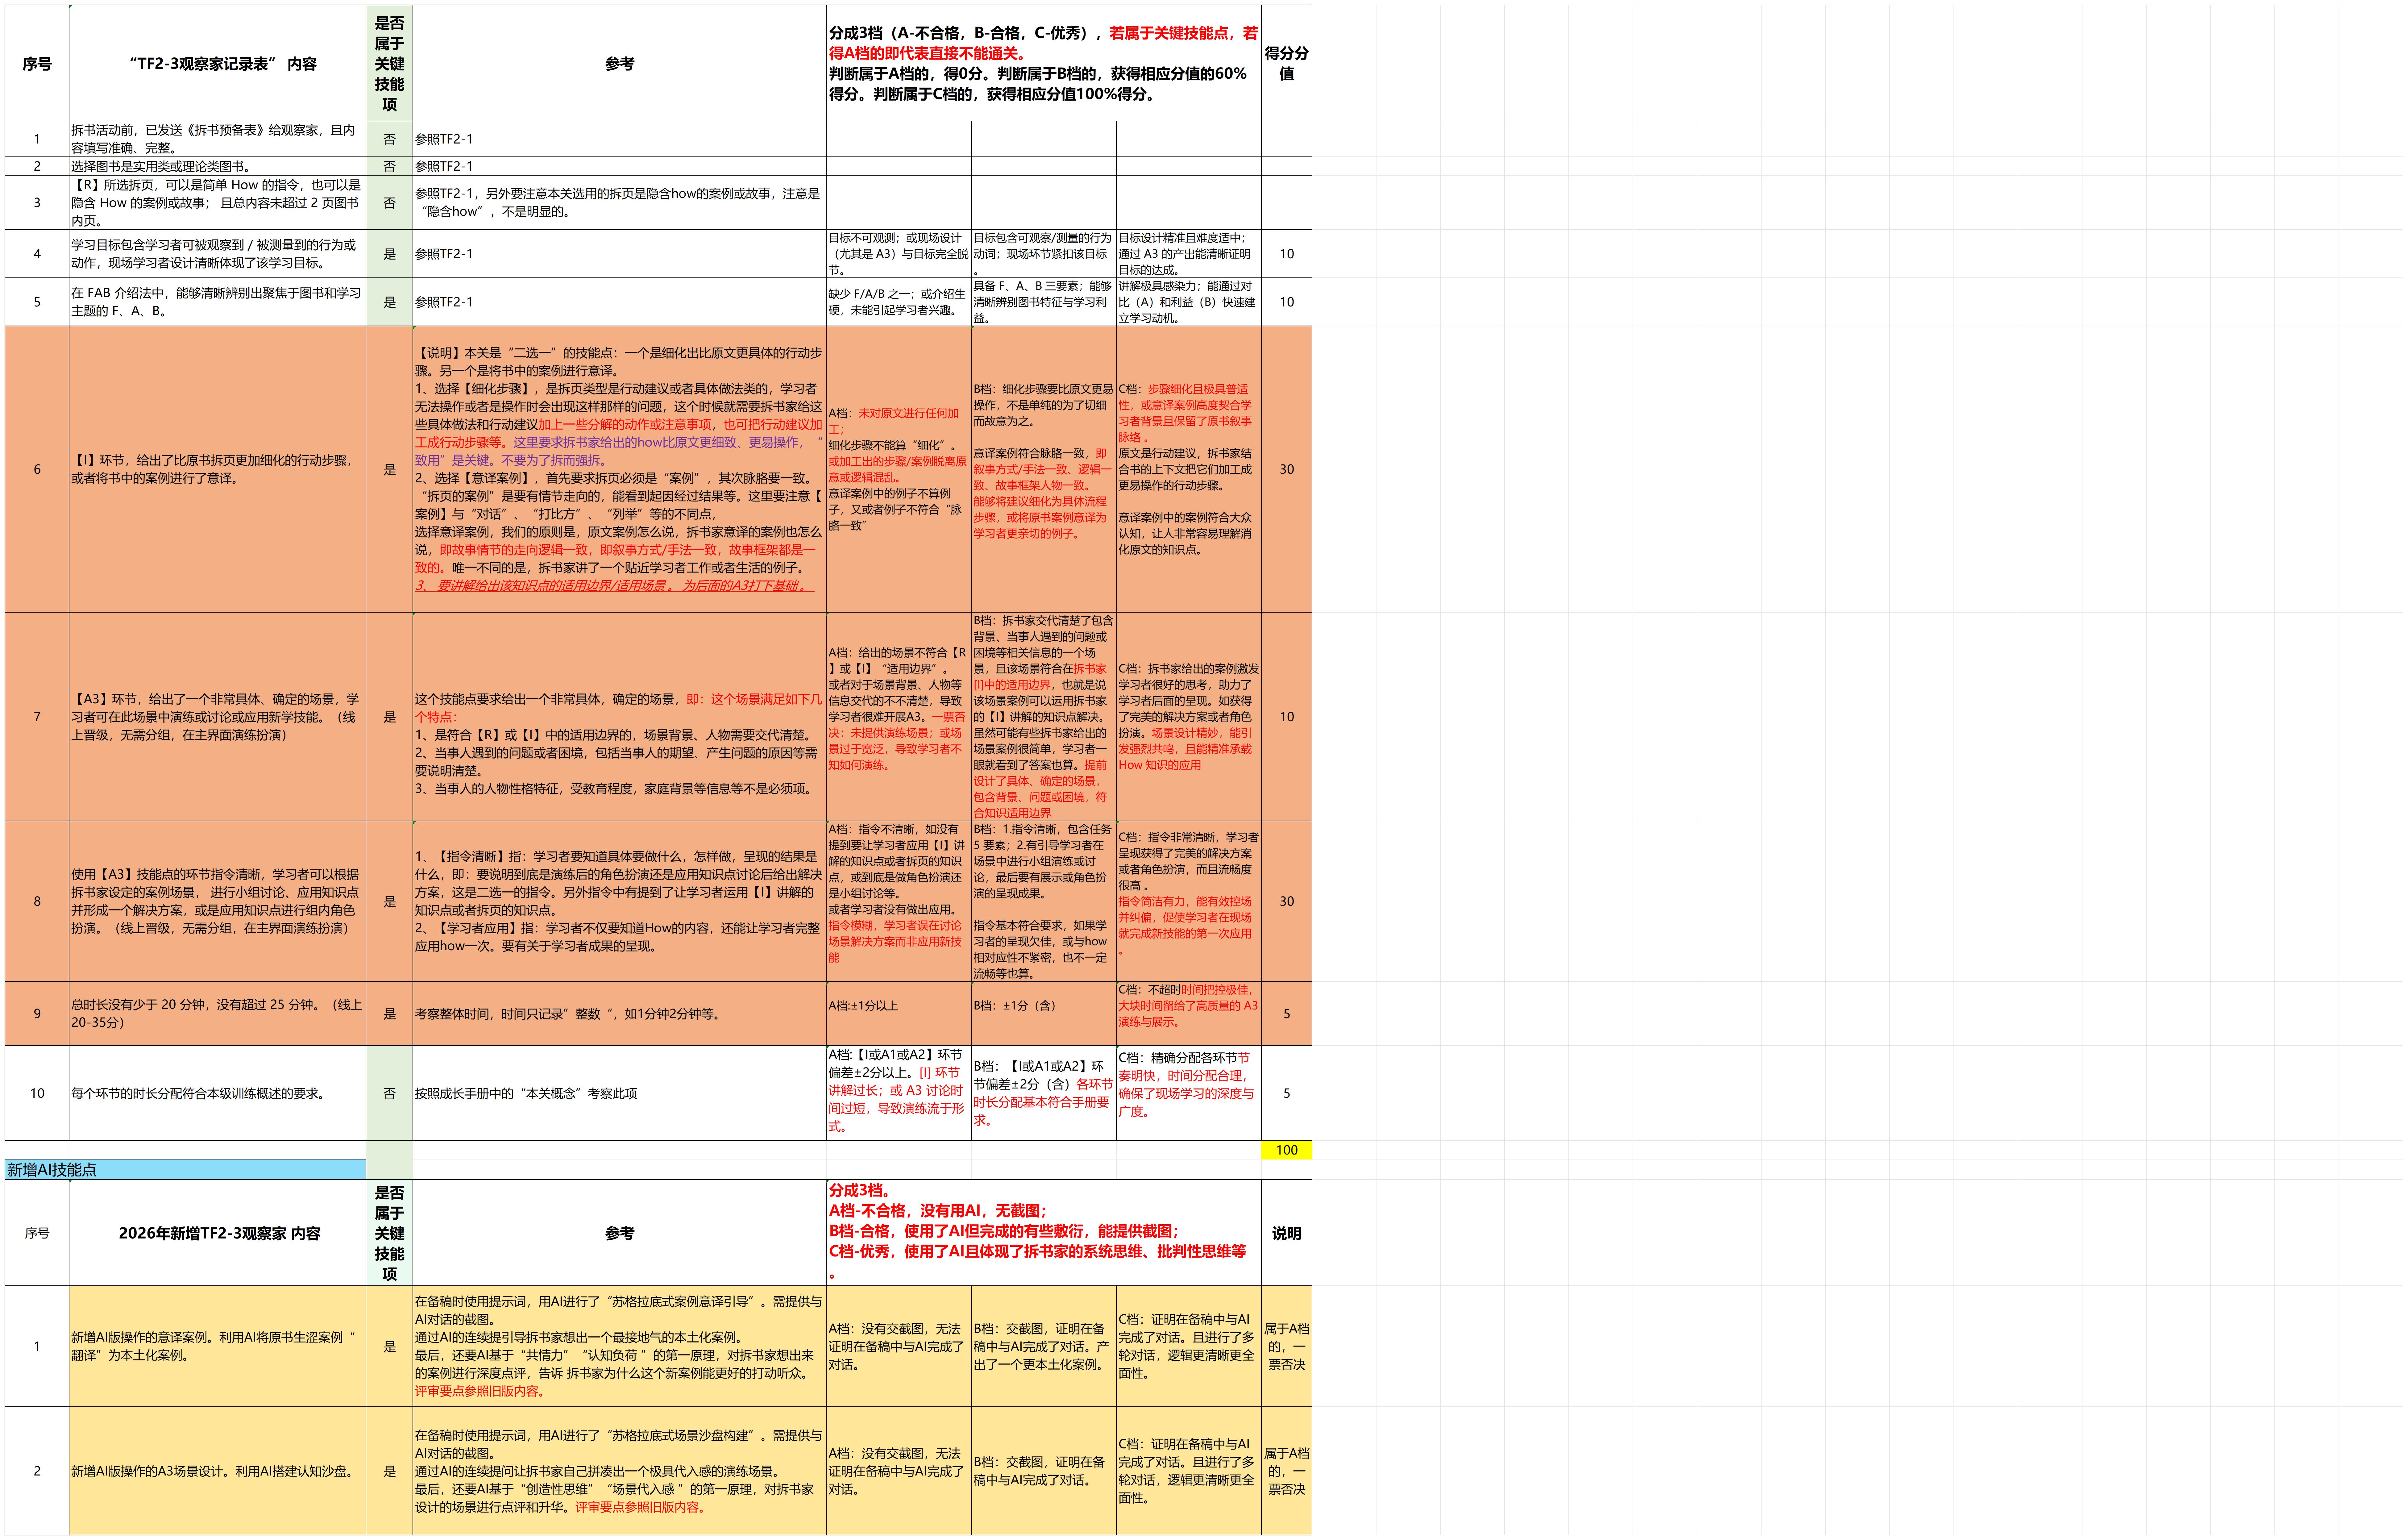 序号
“TF2-3观察家记录表” 内容
是否
属于
关键
技能
项
参考
分成3档（A-不合格，B-合格，C-优秀），若属于关键技能点，若
得A档的即代表直接不能通关。
判断属于A档的，得0分。判断属于B档的，获得相应分值的60%
得分。判断属于C档的，获得相应分值100%得分。
得分分
值
1
拆书活动前，已发送《拆书预备表》给观察家，且内
容填写准确、完整。
否
参照TF2-1
2
选择图书是实用类或理论类图书。
否
参照TF2-1
3
【R】所选拆页，可以是简单 How 的指令，也可以是
隐含 How 的案例或故事； 且总内容未超过 2 页图书
内页。
否
参照TF2-1，另外要注意本关选用的拆页是隐含how的案例或故事，注意是
“隐含how”，不是明显的。
4
学习目标包含学习者可被观察到 / 被测量到的行为或
动作，现场学习者设计清晰体现了该学习目标。
是
参照TF2-1
目标不可观测；或现场设计
（尤其是 A3）与目标完全脱
节。
目标包含可观察/测量的行为
动词；现场环节紧扣该目标
。
目标设计精准且难度适中；
通过 A3 的产出能清晰证明
目标的达成。
10
5
在 FAB 介绍法中，能够清晰辨别出聚焦于图书和学习
主题的 F、A、B。
是
参照TF2-1
缺少 F/A/B 之一；或介绍生
硬，未能引起学习者兴趣。
具备 F、A、B 三要素；能够
清晰辨别图书特征与学习利
益。
讲解极具感染力；能通过对
比（A）和利益（B）快速建
立学习动机。
10
6
【I】环节，给出了比原书拆页更加细化的行动步骤，
或者将书中的案例进行了意译。
是
【说明】本关是“二选一”的技能点：一个是细化出比原文更具体的行动步
骤。另一个是将书中的案例进行意译。
1、选择【细化步骤】，是拆页类型是行动建议或者具体做法类的，学习者
无法操作或者是操作时会出现这样那样的问题，这个时候就需要拆书家给这
些具体做法和行动建议加上一些分解的动作或注意事项，也可把行动建议加
工成行动步骤等。这里要求拆书家给出的how比原文更细致、更易操作，“
致用”是关键。不要为了拆而强拆。
2、选择【意译案例】，首先要求拆页必须是“案例”，其次脉胳要一致。
“拆页的案例”是要有情节走向的，能看到起因经过结果等。这里要注意【
案例】与“对话”、“打比方”、“列举”等的不同点，
选择意译案例，我们的原则是，原文案例怎么说，拆书家意译的案例也怎么
说，即故事情节的走向逻辑一致，即叙事方式/手法一致，故事框架都是一
致的。唯一不同的是，拆书家讲了一个贴近学习者工作或者生活的例子。
3、 要讲解给出该知识点的适用边界/适用场景 。 为后面的A3打下基础 。
A档：未对原文进行任何加
工；
细化步骤不能算“细化”。
或加工出的步骤/案例脱离原
意或逻辑混乱。
意译案例中的例子不算例
子，又或者例子不符合“脉
胳一致”
B档：细化步骤要比原文更易
操作，不是单纯的为了切细
而故意为之。
意译案例符合脉胳一致，即
叙事方式/手法一致、逻辑一
致、故事框架人物一致。
能够将建议细化为具体流程
步骤，或将原书案例意译为
学习者更亲切的例子。
C档：步骤细化且极具普适
性，或意译案例高度契合学
习者背景且保留了原书叙事
脉络 。
原文是行动建议，拆书家结
合书的上下文把它们加工成
更易操作的行动步骤。
意译案例中的案例符合大众
认知，让人非常容易理解消
化原文的知识点。
30
7
【A3】环节，给出了一个非常具体、确定的场景，学
习者可在此场景中演练或讨论或应用新学技能。（线
上晋级，无需分组，在主界面演练扮演）
是
这个技能点要求给出一个非常具体，确定的场景，即：这个场景满足如下几
个特点：
1、是符合【R】或【I】中的适用边界的，场景背景、人物需要交代清楚。
2、当事人遇到的问题或者困境，包括当事人的期望、产生问题的原因等需
要说明清楚。
3、当事人的人物性格特征，受教育程度，家庭背景等信息等不是必须项。
A档：给出的场景不符合【R
】或【I】“适用边界”。
或者对于场景背景、人物等
信息交代的不不清楚，导致
学习者很难开展A3。一票否
决：未提供演练场景；或场
景过于宽泛，导致学习者不
知如何演练。
B档：拆书家交代清楚了包含
背景、当事人遇到的问题或
困境等相关信息的一个场
景，且该场景符合在拆书家
[I]中的适用边界，也就是说
该场景案例可以运用拆书家
的【I】讲解的知识点解决。
虽然可能有些拆书家给出的
场景案例很简单，学习者一
眼就看到了答案也算。提前
设计了具体、确定的场景，
包含背景、问题或困境，符
合知识适用边界
C档：拆书家给出的案例激发
学习者很好的思考，助力了
学习者后面的呈现。如获得
了完美的解决方案或者角色
扮演。场景设计精妙，能引
发强烈共鸣，且能精准承载
How 知识的应用
10
8
使用【A3】技能点的环节指令清晰，学习者可以根据
拆书家设定的案例场景， 进行小组讨论、应用知识点
并形成一个解决方案，或是应用知识点进行组内角色
扮演。（线上晋级，无需分组，在主界面演练扮演）
是
1、【指令清晰】指：学习者要知道具体要做什么，怎样做，呈现的结果是
什么，即：要说明到底是演练后的角色扮演还是应用知识点讨论后给出解决
方案，这是二选一的指令。另外指令中有提到了让学习者运用【I】讲解的
知识点或者拆页的知识点。
2、【学习者应用】指：学习者不仅要知道How的内容，还能让学习者完整
应用how一次。要有关于学习者成果的呈现。
A档：指令不清晰，如没有
提到要让学习者应用【I】讲
解的知识点或者拆页的知识
点，或到底是做角色扮演还
是小组讨论等。
或者学习者没有做出应用。
指令模糊，学习者误在讨论
场景解决方案而非应用新技
能
B档：1.指令清晰，包含任务
5 要素；2.有引导学习者在
场景中进行小组演练或讨
论，最后要有展示或角色扮
演的呈现成果。
指令基本符合要求，如果学
习者的呈现欠佳，或与how
相对应性不紧密，也不一定
流畅等也算。
C档：指令非常清晰，学习者
呈现获得了完美的解决方案
或者角色扮演，而且流畅度
很高 。
指令简洁有力，能有效控场
并纠偏，促使学习者在现场
就完成新技能的第一次应用
。
30
9
总时长没有少于 20 分钟，没有超过 25 分钟。（线上
20-35分）
是
考察整体时间，时间只记录”整数“，如1分钟2分钟等。
A档:±1分以上
B档：±1分（含）
C档：不超时时间把控极佳，
大块时间留给了高质量的 A3
演练与展示。
5
10
每个环节的时长分配符合本级训练概述的要求。
否
按照成长手册中的“本关概念”考察此项
A档:【I或A1或A2】环节
偏差±2分以上。[I] 环节
讲解过长；或 A3 讨论时
间过短，导致演练流于形
式。
B档：【I或A1或A2】环
节偏差±2分（含）各环节
时长分配基本符合手册要
求。
C档：精确分配各环节节
奏明快，时间分配合理，
确保了现场学习的深度与
广度。
5
100
新增AI技能点
序号
2026年新增TF2-3观察家 内容
是否
属于
关键
技能
项
参考
分成3档。
A档-不合格，没有用AI，无截图；
B档-合格，使用了AI但完成的有些敷衍，能提供截图；
C档-优秀，使用了AI且体现了拆书家的系统思维、批判性思维等
。
说明
1
新增AI版操作的意译案例。利用AI将原书生涩案例“
翻译”为本土化案例。
是
在备稿时使用提示词，用AI进行了“苏格拉底式案例意译引导”。需提供与
AI对话的截图。
通过AI的连续提引导拆书家想出一个最接地气的本土化案例。
最后，还要AI基于“共情力”“认知负荷 ”的第一原理，对拆书家想出来
的案例进行深度点评，告诉 拆书家为什么这个新案例能更好的打动听众。
评审要点参照旧版内容。
A档：没有交截图，无法
证明在备稿中与AI完成了
对话。
B档：交截图，证明在备
稿中与AI完成了对话。产
出了一个更本土化案例。
C档：证明在备稿中与AI
完成了对话。且进行了多
轮对话，逻辑更清晰更全
面性。
属于A档
的，一
票否决
2
新增AI版操作的A3场景设计。利用AI搭建认知沙盘。
是
在备稿时使用提示词，用AI进行了“苏格拉底式场景沙盘构建”。需提供与
AI对话的截图。
通过AI的连续提问让拆书家自己拼凑出一个极具代入感的演练场景。
最后，还要AI基于“创造性思维”“场景代入感 ”的第一原理，对拆书家
设计的场景进行点评和升华。评审要点参照旧版内容。
A档：没有交截图，无法
证明在备稿中与AI完成了
对话。
B档：交截图，证明在备
稿中与AI完成了对话。
C档：证明在备稿中与AI
完成了对话。且进行了多
轮对话，逻辑更清晰更全
面性。
属于A档
的，一
票否决